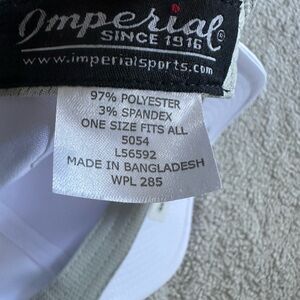 Imperial®
SINCE 1916
www.imperialsports.com
97% POLYESTER
3% SPANDEX
ONE SIZE FITS ALL
5054
L56592
MADE IN BANGLADESH
WPL 285